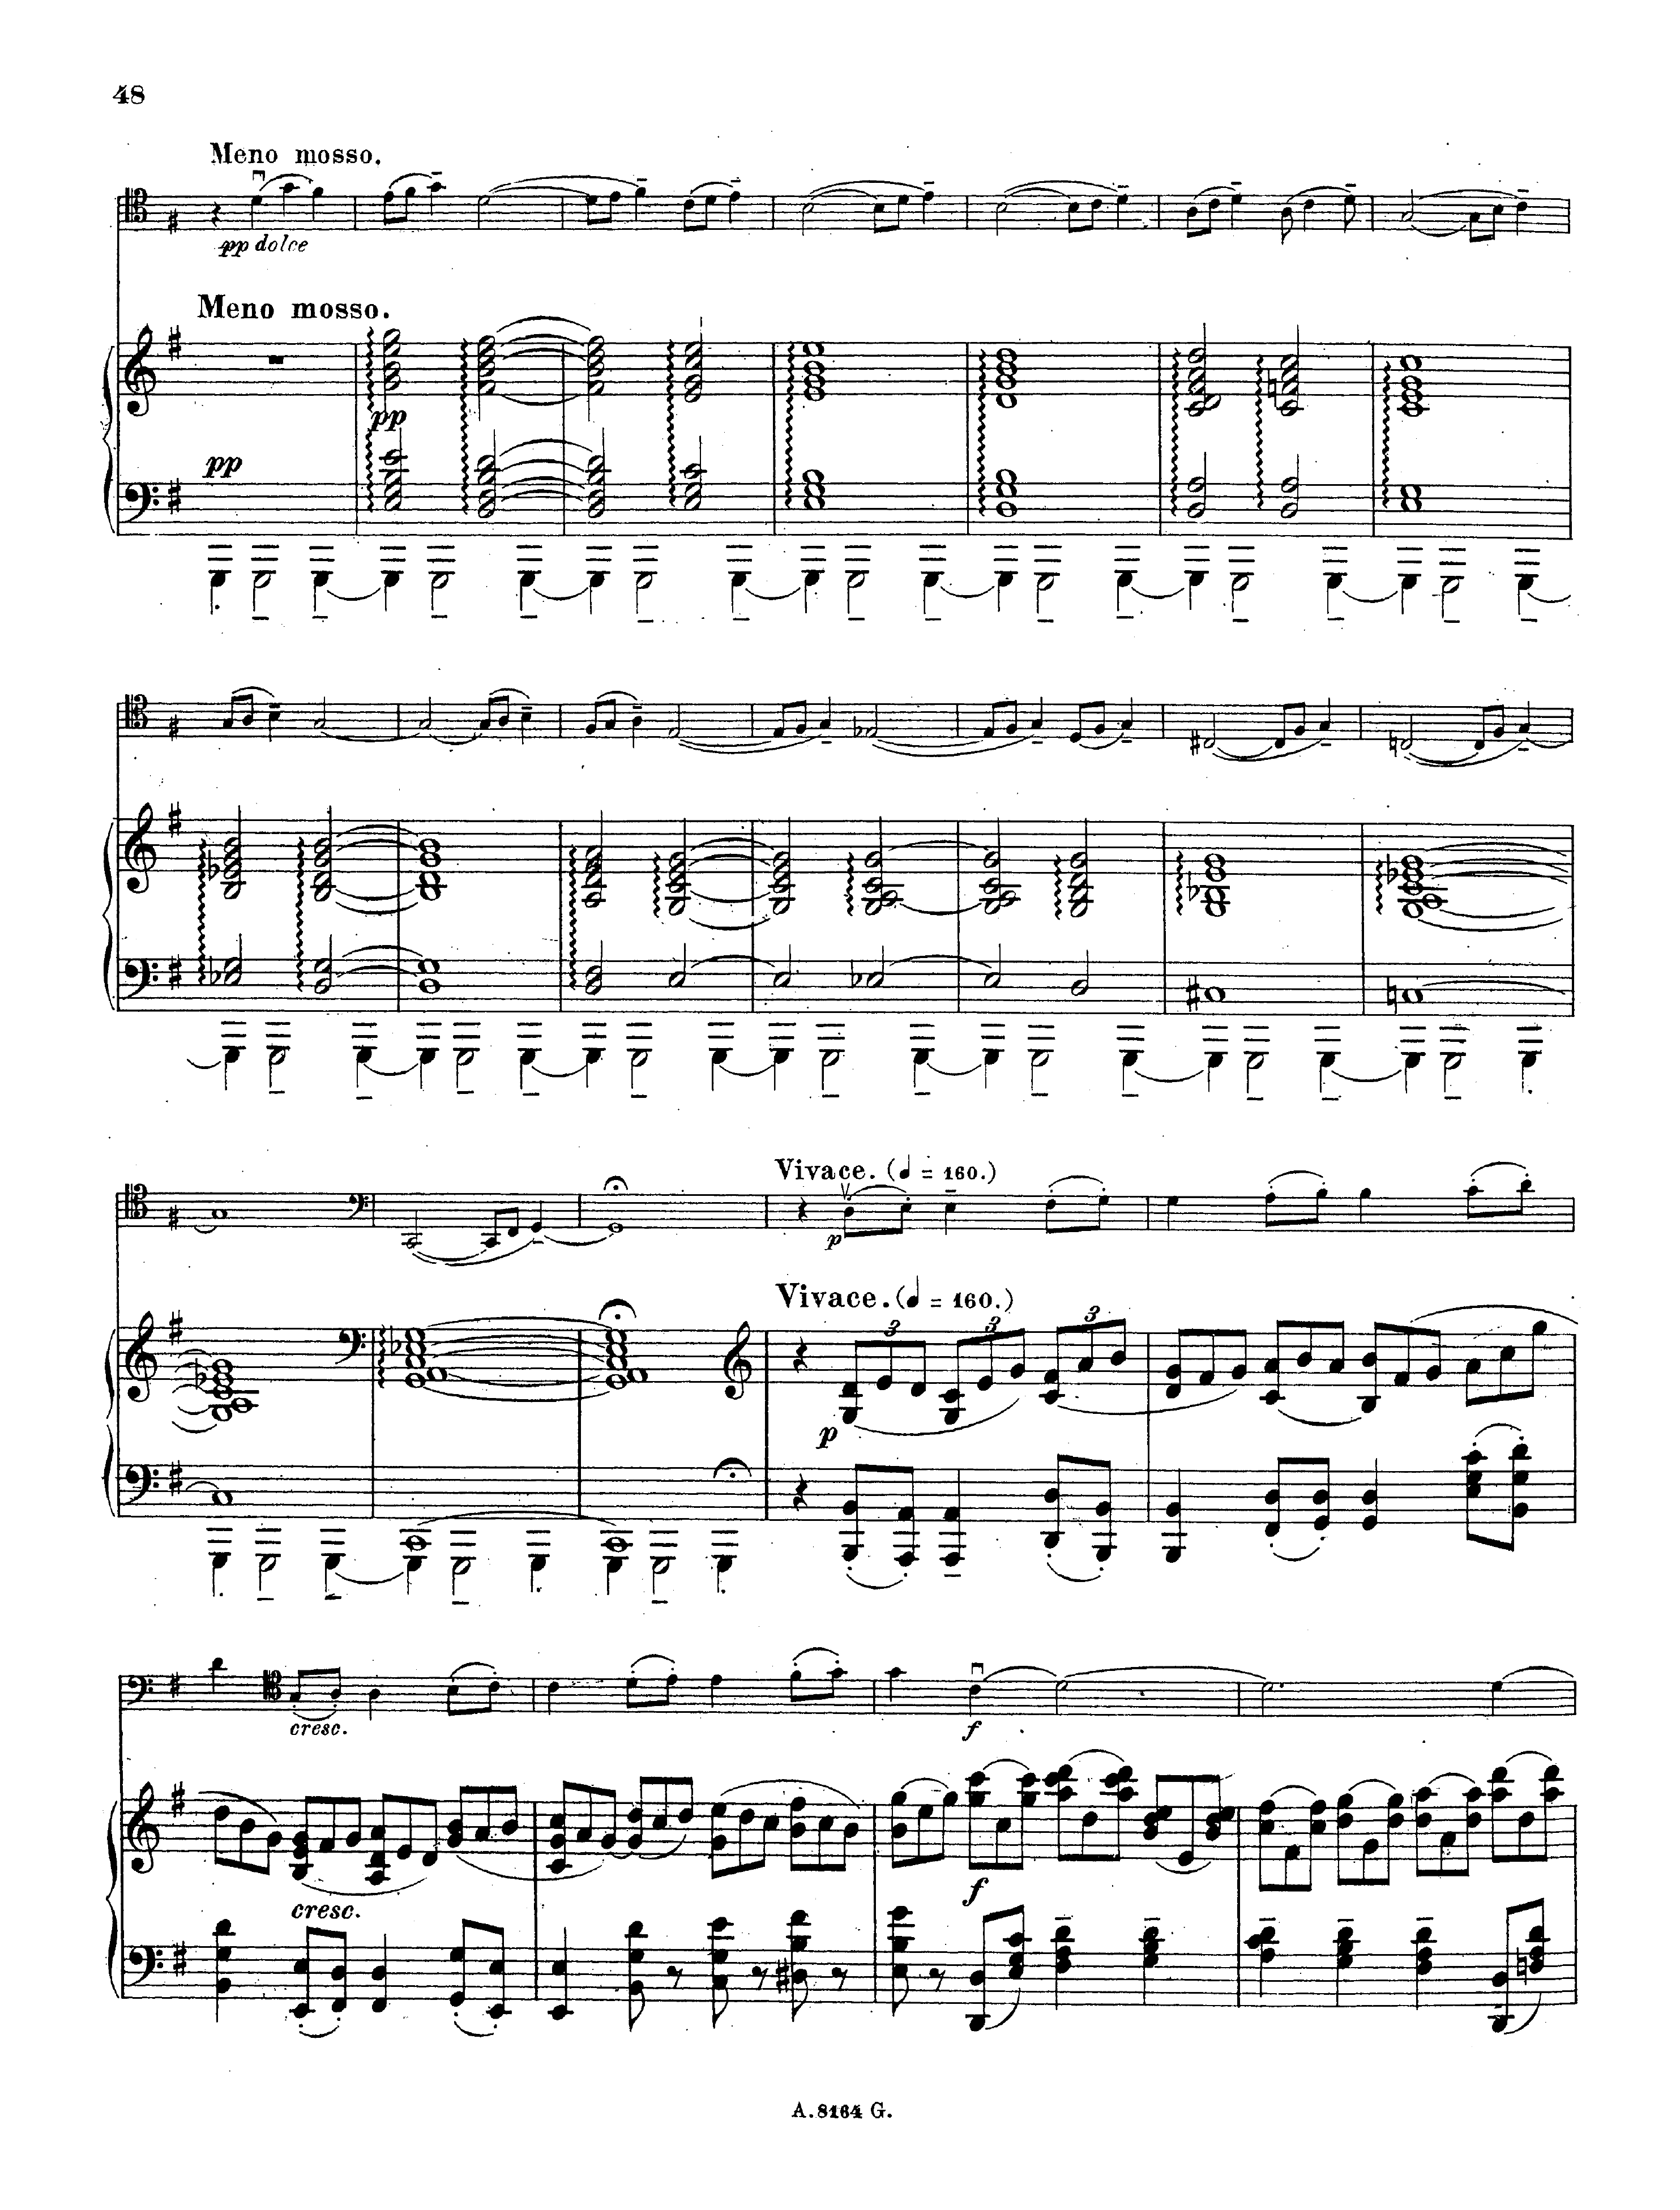 48
Meno mosso.
pp dolce
Meno mosso.
pp
pp
Vivace. (♩ = 160.)
p
Vivace. (♩ = 160.)
3 3 3
p
cresc.
f
cresc.
f
A. 8164 G.